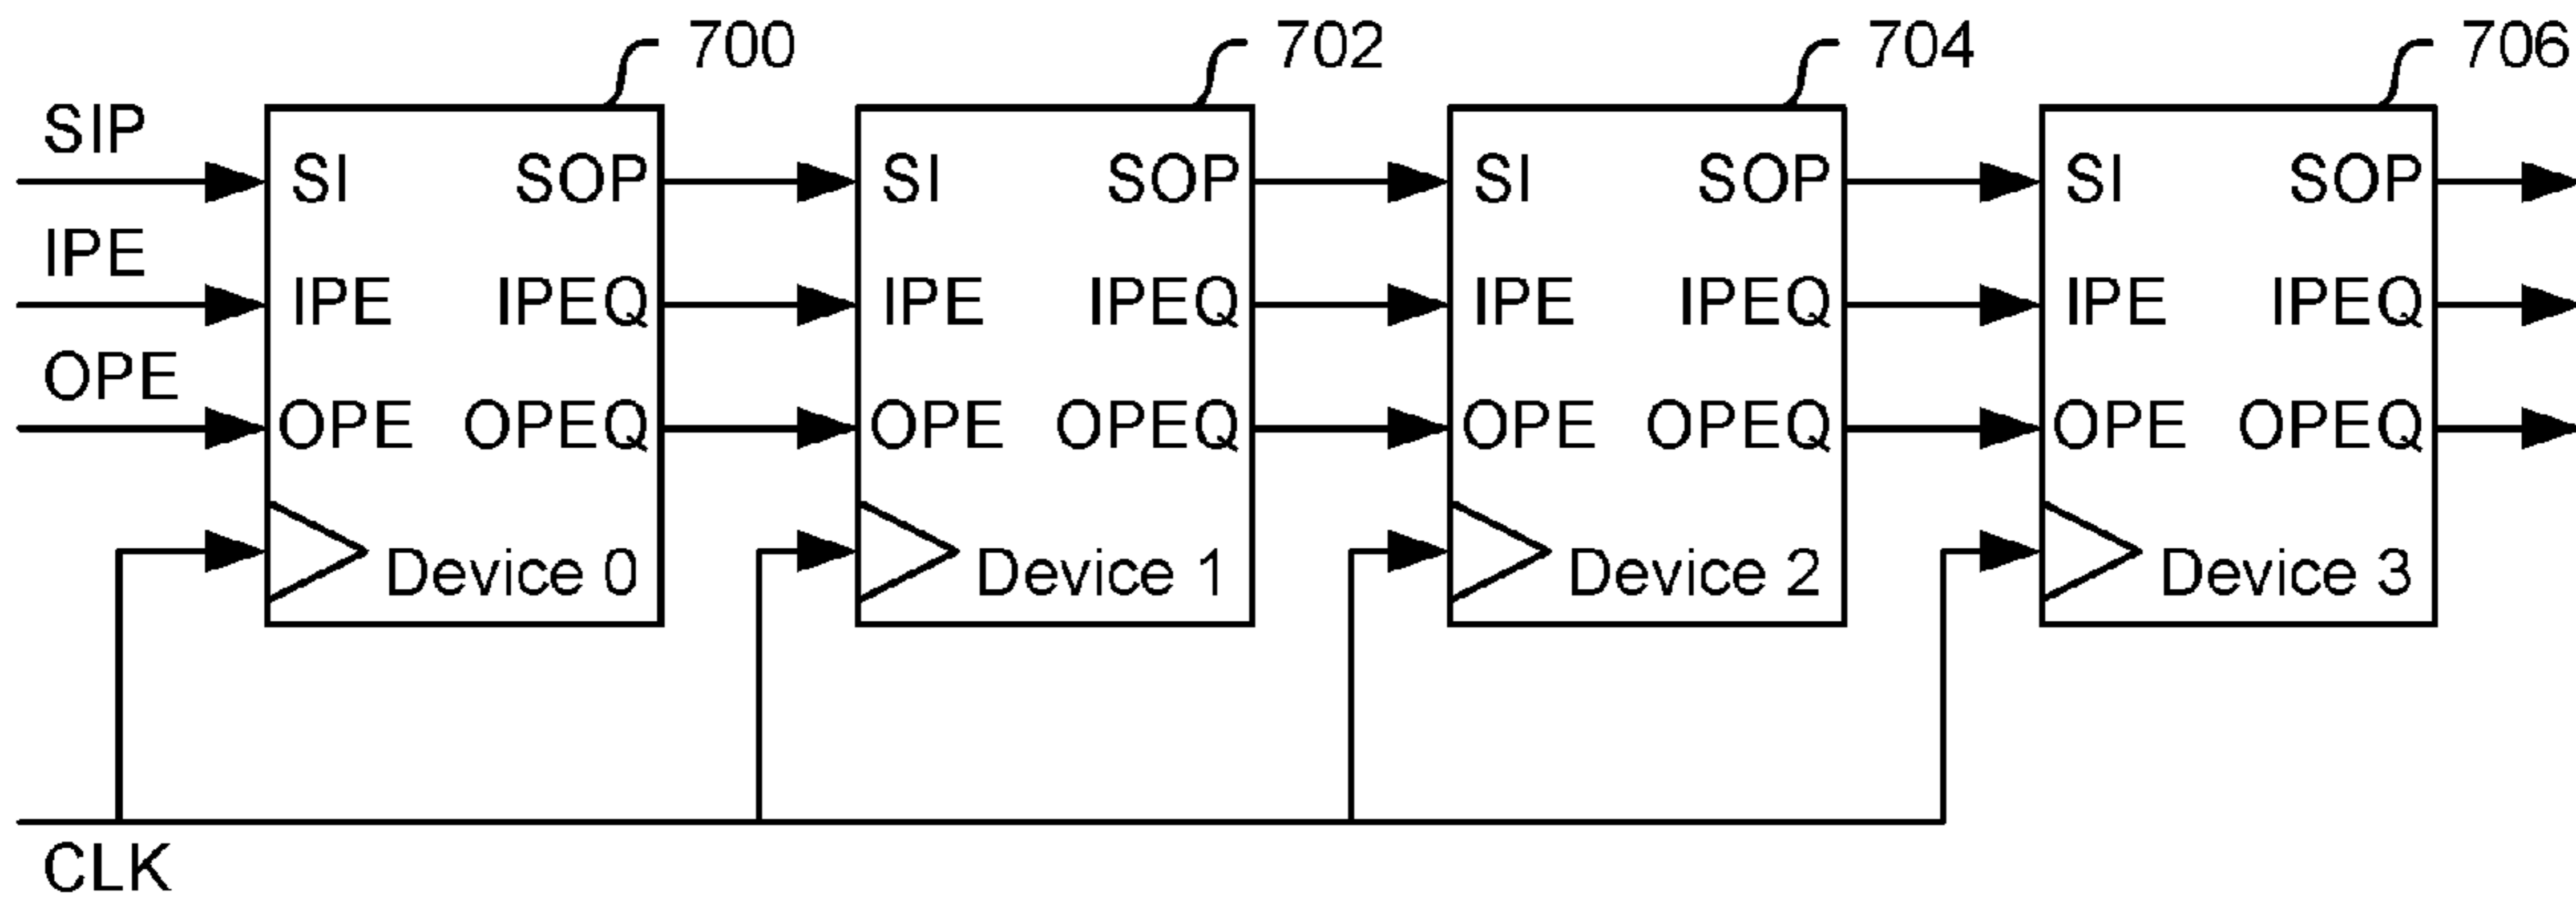 700 702 704 706
SIP
SI SOP SI SOP SI SOP SI SOP
IPE
IPE IPEQ IPE IPEQ IPE IPEQ IPE IPEQ
OPE
OPE OPEQ OPE OPEQ OPE OPEQ OPE OPEQ
Device 0 Device 1 Device 2 Device 3
CLK